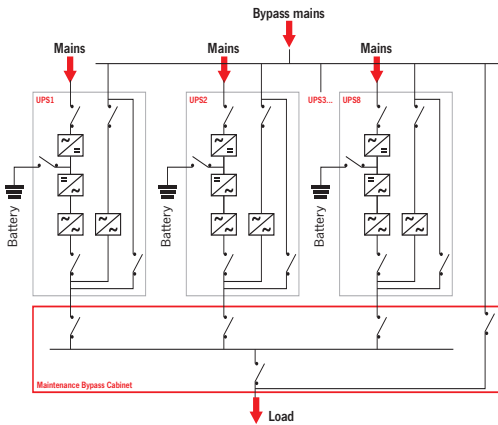 Bypass mains
Mains
Mains
Mains
UPS1
UPS2
UPS3...
UPS8
Battery
Battery
Battery
Maintenance Bypass Cabinet
Load